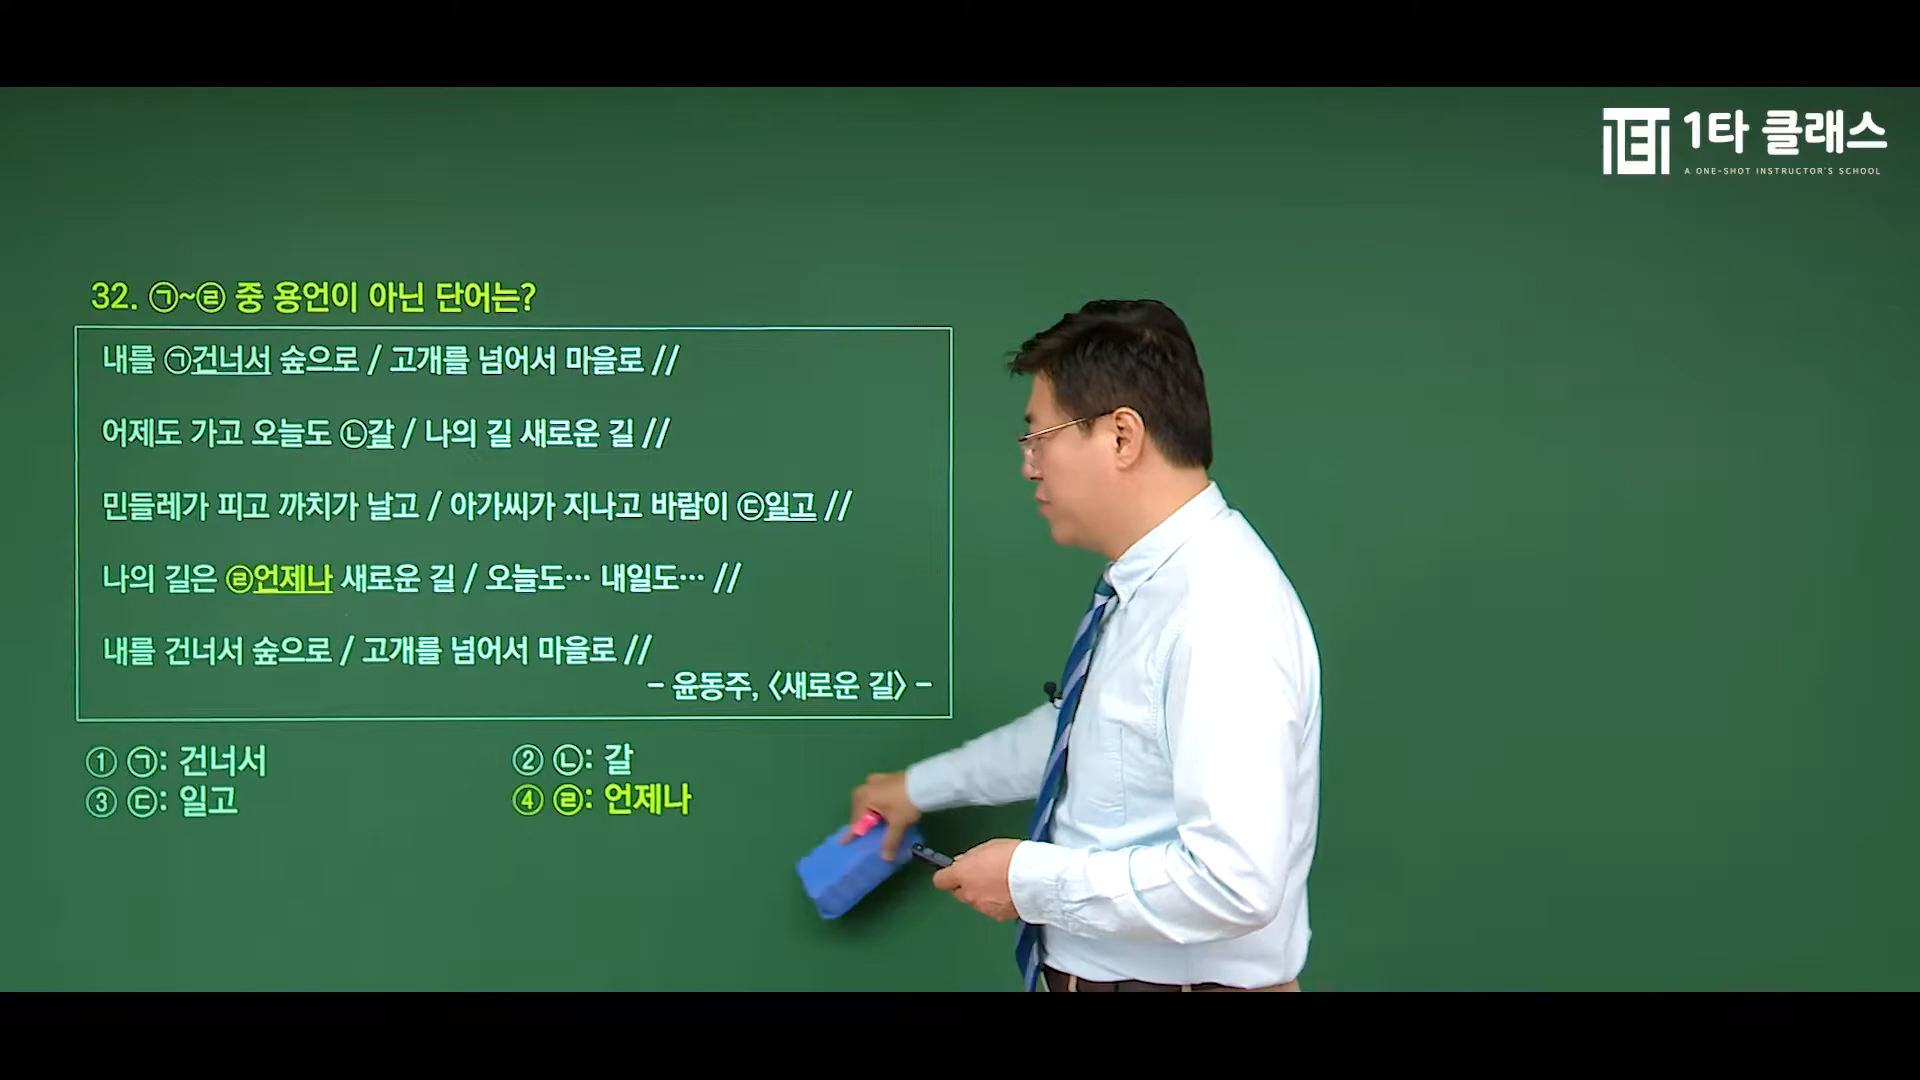 1타 클래스
A ONE-SHOT INSTRUCTOR'S SCHOOL
32. ㉠~㉣ 중 용언이 아닌 단어는?
내를 ㉠건너서 숲으로 / 고개를 넘어서 마을로 //
어제도 가고 오늘도 ㉡갈 / 나의 길 새로운 길 //
민들레가 피고 까치가 날고 / 아가씨가 지나고 바람이 ㉢일고 //
나의 길은 ㉣언제나 새로운 길 / 오늘도… 내일도… //
내를 건너서 숲으로 / 고개를 넘어서 마을로 //
- 윤동주, 〈새로운 길〉 -
① ㉠: 건너서 ② ㉡: 갈
③ ㉢: 일고 ④ ㉣: 언제나